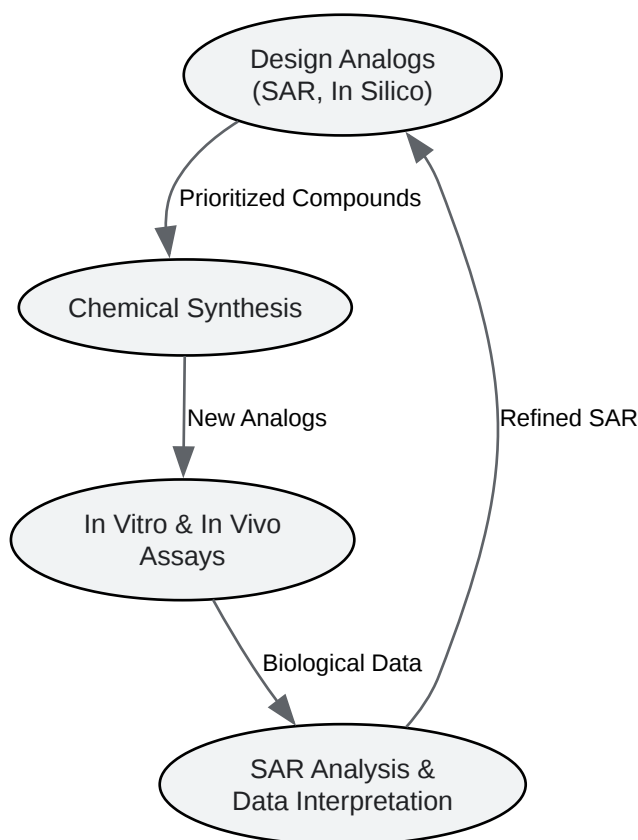 Design Analogs
(SAR, In Silico)
Prioritized Compounds
Chemical Synthesis
New Analogs
Refined SAR
In Vitro & In Vivo
Assays
Biological Data
SAR Analysis &
Data Interpretation